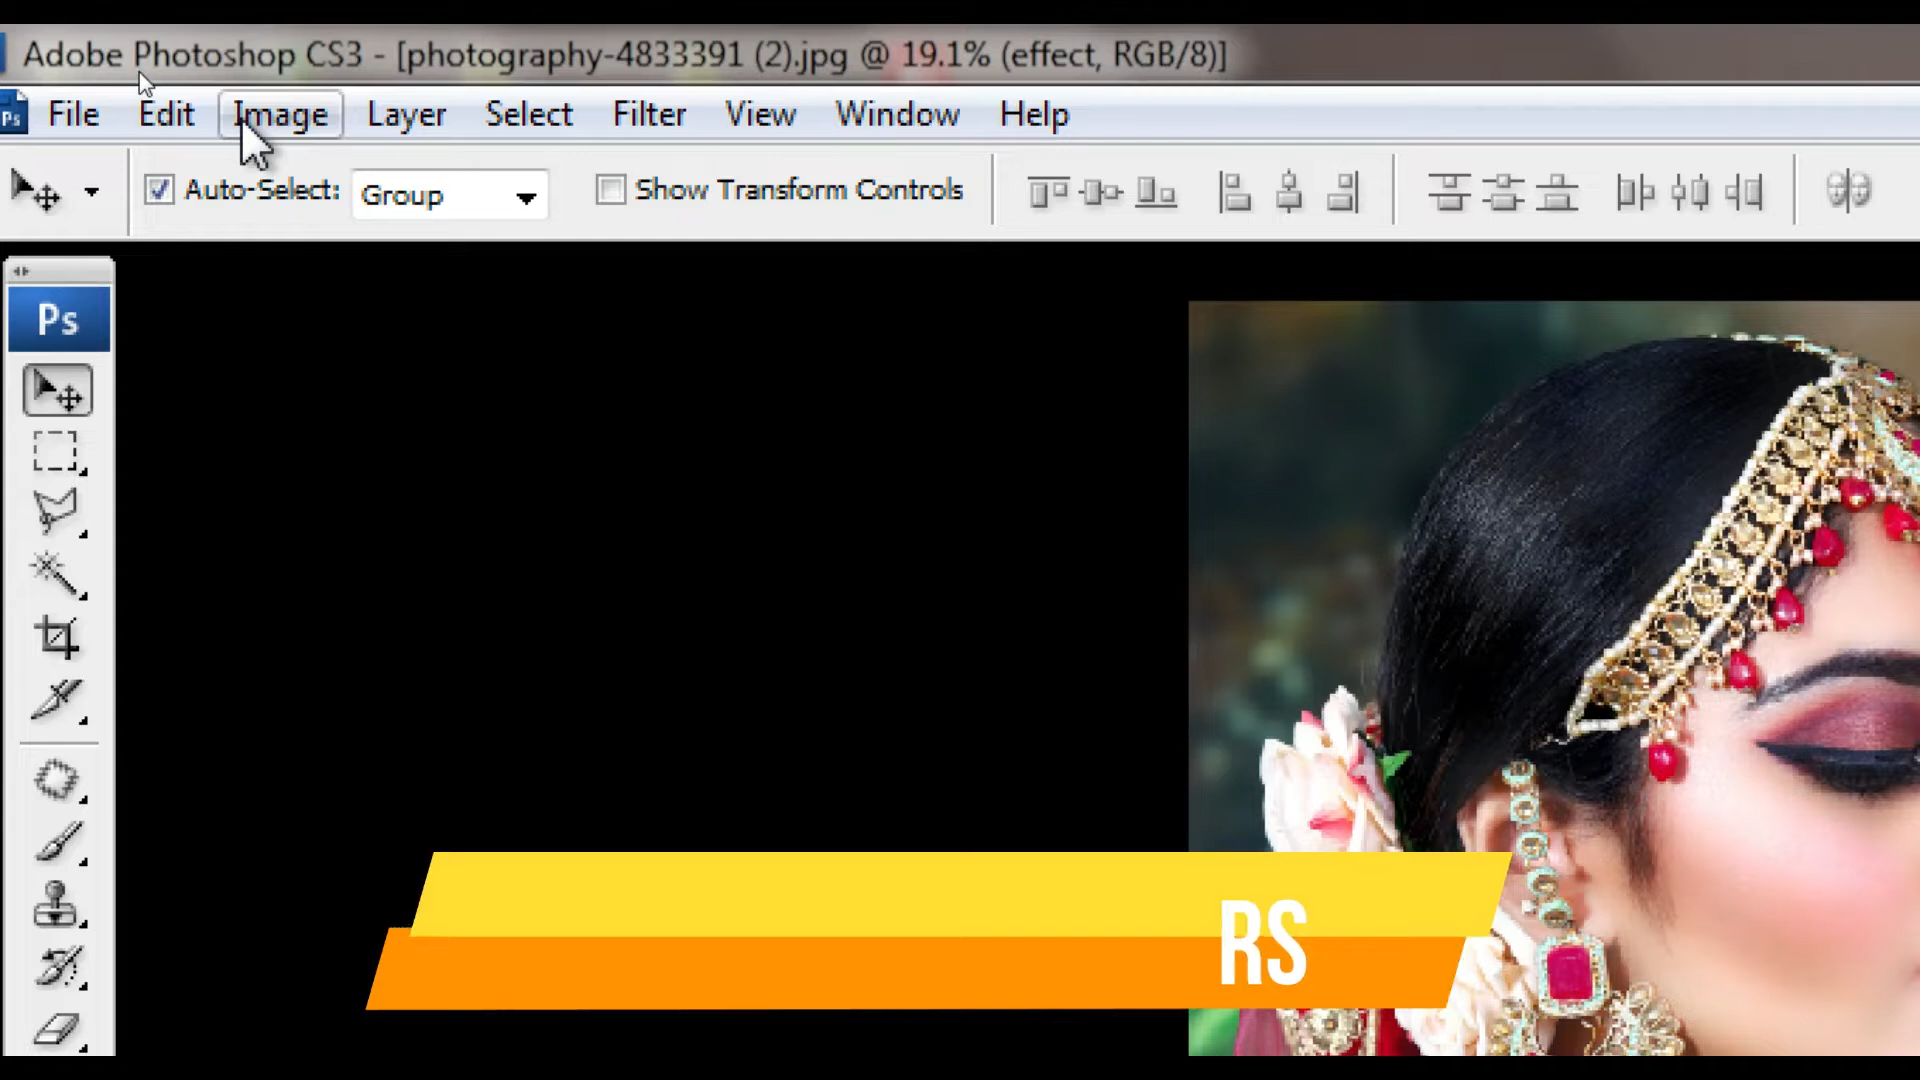 Adobe Photoshop CS3 - [photography-4833391 (2).jpg @ 19.1% (effect, RGB/8)]
Ps File Edit Image Layer Select Filter View Window Help
Auto-Select: Group Show Transform Controls
Ps
RS